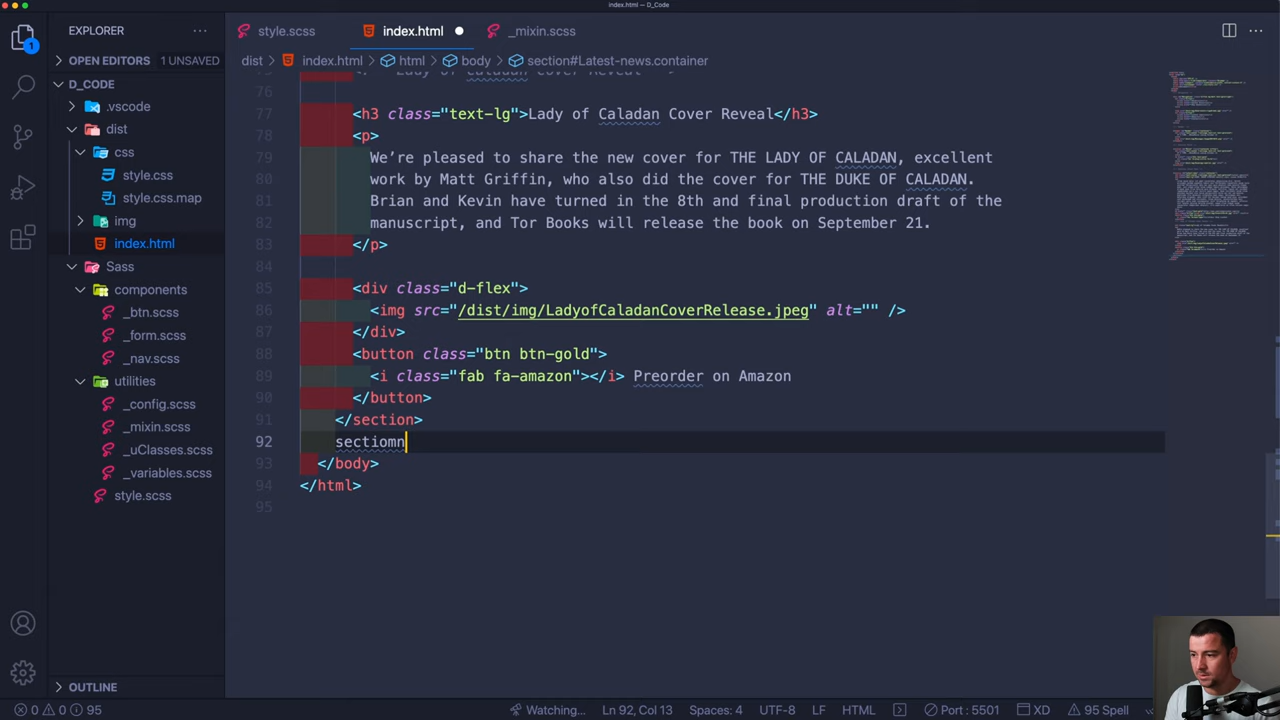 index.html — D_Code
EXPLORER
style.scss
index.html
_mixin.scss
OPEN EDITORS 1 UNSAVED
dist > index.html > html > body > section#Latest-news.container
D_CODE
.vscode
dist
css
style.css
style.css.map
img
index.html
Sass
components
_btn.scss
_form.scss
_nav.scss
utilities
_config.scss
_mixin.scss
_uClasses.scss
_variables.scss
style.scss
OUTLINE
76
77 <h3 class="text-lg">Lady of Caladan Cover Reveal</h3>
78 <p>
79 We're pleased to share the new cover for THE LADY OF CALADAN, excellent
80 work by Matt Griffin, who also did the cover for THE DUKE OF CALADAN.
81 Brian and Kevin have turned in the 8th and final production draft of the
82 manuscript, and Tor Books will release the book on September 21.
83 </p>
84
85 <div class="d-flex">
86 <img src="/dist/img/LadyofCaladanCoverRelease.jpeg" alt="" />
87 </div>
88 <button class="btn btn-gold">
89 <i class="fab fa-amazon"></i> Preorder on Amazon
90 </button>
91 </section>
92 sectiomn
93 </body>
94 </html>
95
0 0 95 Watching... Ln 92, Col 13 Spaces: 4 UTF-8 LF HTML Port : 5501 XD 95 Spell